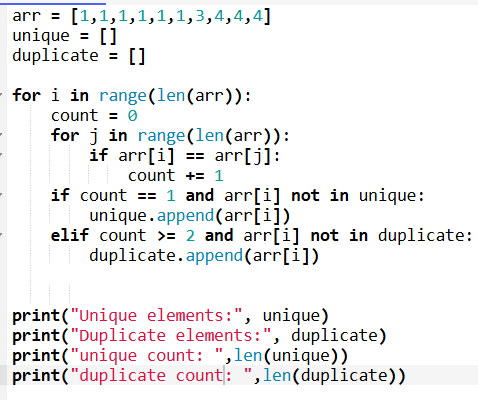 arr = [1,1,1,1,1,1,3,4,4,4]
unique = []
duplicate = []

for i in range(len(arr)):
    count = 0
    for j in range(len(arr)):
        if arr[i] == arr[j]:
            count += 1
    if count == 1 and arr[i] not in unique:
        unique.append(arr[i])
    elif count >= 2 and arr[i] not in duplicate:
        duplicate.append(arr[i])

print("Unique elements:", unique)
print("Duplicate elements:", duplicate)
print("unique count: ",len(unique))
print("duplicate count: ",len(duplicate))